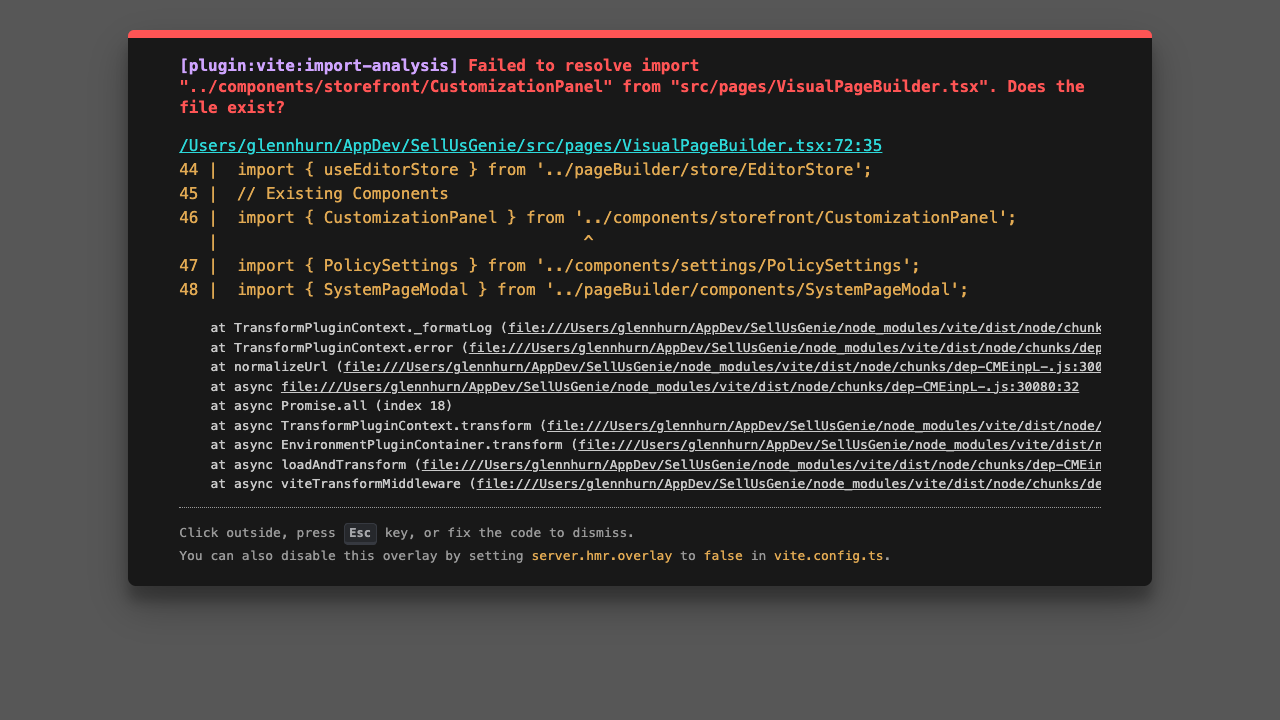 [plugin:vite:import-analysis] Failed to resolve import
"../components/storefront/CustomizationPanel" from "src/pages/VisualPageBuilder.tsx". Does the
file exist?
/Users/glennhurn/AppDev/SellUsGenie/src/pages/VisualPageBuilder.tsx:72:35
44 |  import { useEditorStore } from '../pageBuilder/store/EditorStore';
45 |  // Existing Components
46 |  import { CustomizationPanel } from '../components/storefront/CustomizationPanel';
   |                                      ^
47 |  import { PolicySettings } from '../components/settings/PolicySettings';
48 |  import { SystemPageModal } from '../pageBuilder/components/SystemPageModal';
at TransformPluginContext._formatLog (file:///Users/glennhurn/AppDev/SellUsGenie/node_modules/vite/dist/node/chunk
at TransformPluginContext.error (file:///Users/glennhurn/AppDev/SellUsGenie/node_modules/vite/dist/node/chunks/dep
at normalizeUrl (file:///Users/glennhurn/AppDev/SellUsGenie/node_modules/vite/dist/node/chunks/dep-CMEinpL-.js:300
at async file:///Users/glennhurn/AppDev/SellUsGenie/node_modules/vite/dist/node/chunks/dep-CMEinpL-.js:30080:32
at async Promise.all (index 18)
at async TransformPluginContext.transform (file:///Users/glennhurn/AppDev/SellUsGenie/node_modules/vite/dist/node/
at async EnvironmentPluginContainer.transform (file:///Users/glennhurn/AppDev/SellUsGenie/node_modules/vite/dist/n
at async loadAndTransform (file:///Users/glennhurn/AppDev/SellUsGenie/node_modules/vite/dist/node/chunks/dep-CMEin
at async viteTransformMiddleware (file:///Users/glennhurn/AppDev/SellUsGenie/node_modules/vite/dist/node/chunks/de
Click outside, press Esc key, or fix the code to dismiss.
You can also disable this overlay by setting server.hmr.overlay to false in vite.config.ts.